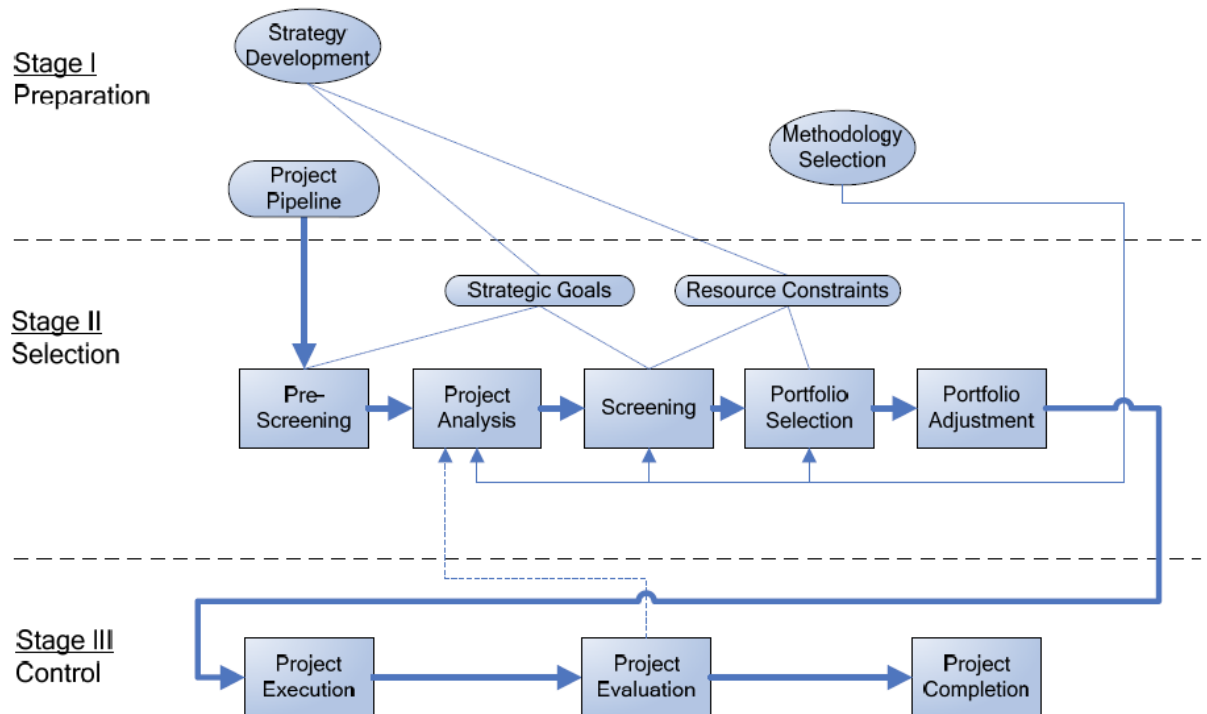 Strategy
Development
Stage I
Preparation
Methodology
Selection
Project
Pipeline
Strategic Goals
Resource Constraints
Stage II
Selection
Pre-
Screening
Project
Analysis
Screening
Portfolio
Selection
Portfolio
Adjustment
Stage III
Control
Project
Execution
Project
Evaluation
Project
Completion